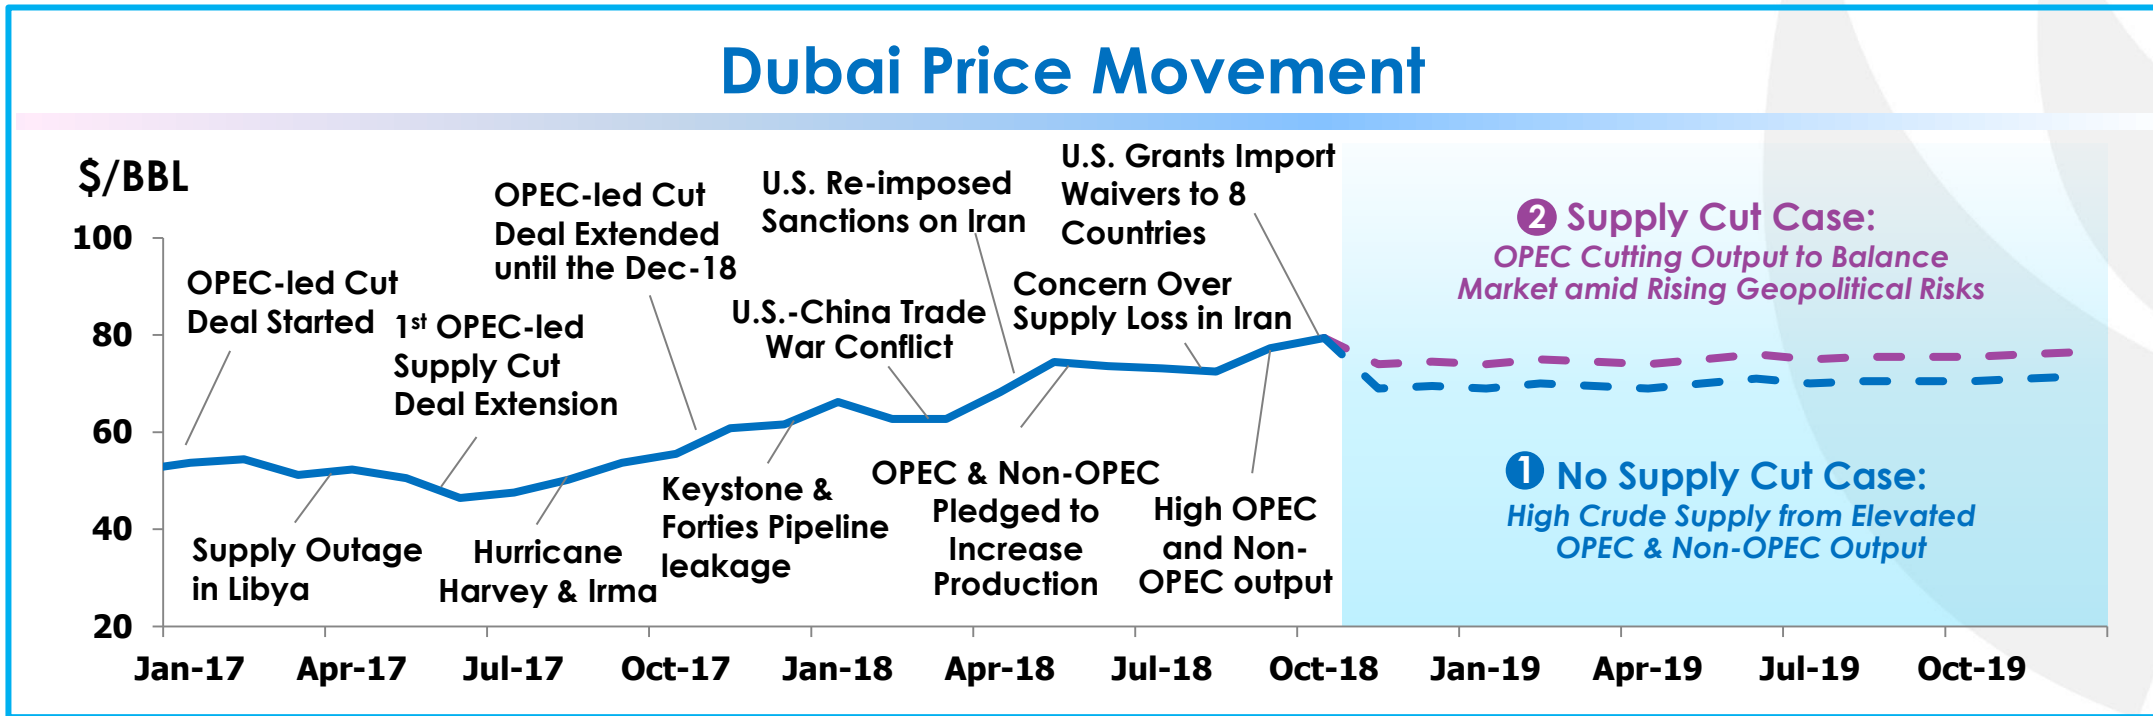 Dubai Price Movement
$/BBL
100
80
60
40
20
OPEC-led Cut
Deal Started
1st OPEC-led
Supply Cut
Deal Extension
OPEC-led Cut
Deal Extended
until the Dec-18
U.S. Re-imposed
Sanctions on Iran
U.S.-China Trade
War Conflict
U.S. Grants Import
Waivers to 8
Countries
Concern Over
Supply Loss in Iran
Supply Outage
in Libya
Hurricane
Harvey & Irma
Keystone &
Forties Pipeline
leakage
OPEC & Non-OPEC
Pledged to
Increase
Production
High OPEC
and Non-
OPEC output
2 Supply Cut Case:
OPEC Cutting Output to Balance
Market amid Rising Geopolitical Risks
1 No Supply Cut Case:
High Crude Supply from Elevated
OPEC & Non-OPEC Output
Jan-17 Apr-17 Jul-17 Oct-17 Jan-18 Apr-18 Jul-18 Oct-18 Jan-19 Apr-19 Jul-19 Oct-19